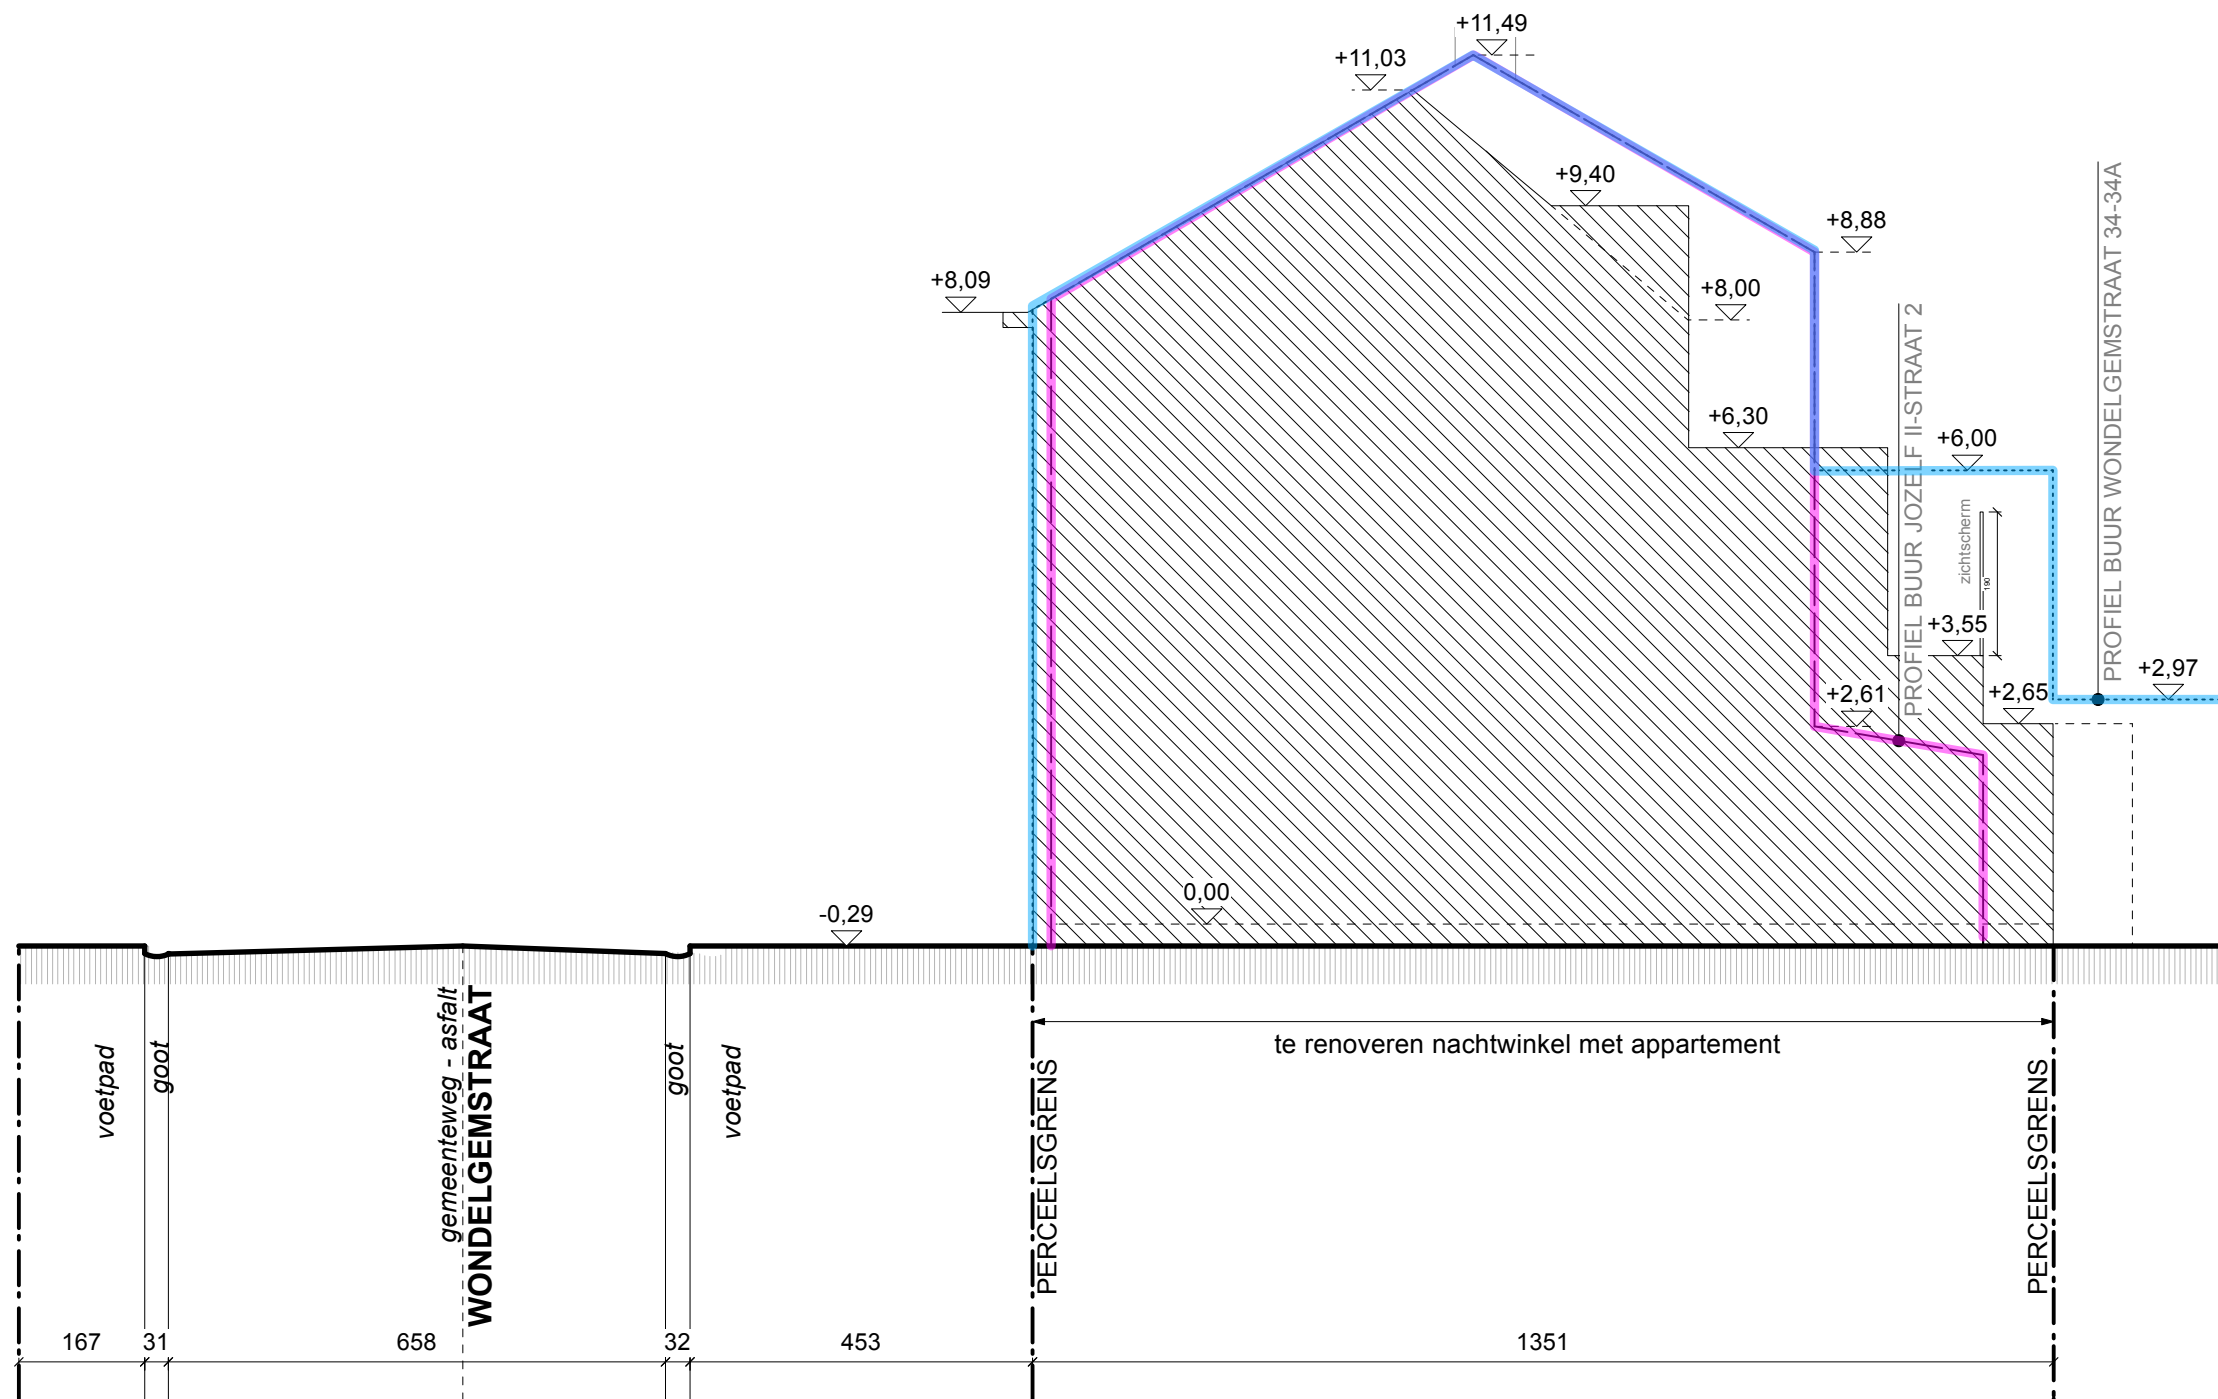 +11,49
+11,03
+9,40
+8,88
+8,09
+8,00
+6,30
+6,00
PROFIEL BUUR JOZEF II-STRAAT 2
PROFIEL BUUR WONDELGEMSTRAAT 34-34A
zichtscherm
190
+3,55
+2,61
+2,65
+2,97
0,00
-0,29
te renoveren nachtwinkel met appartement
voetpad
goot
gemeenteweg - asfalt
WONDELGEMSTRAAT
goot
voetpad
PERCEELSGRENS
PERCEELSGRENS
167
31
658
32
453
1351